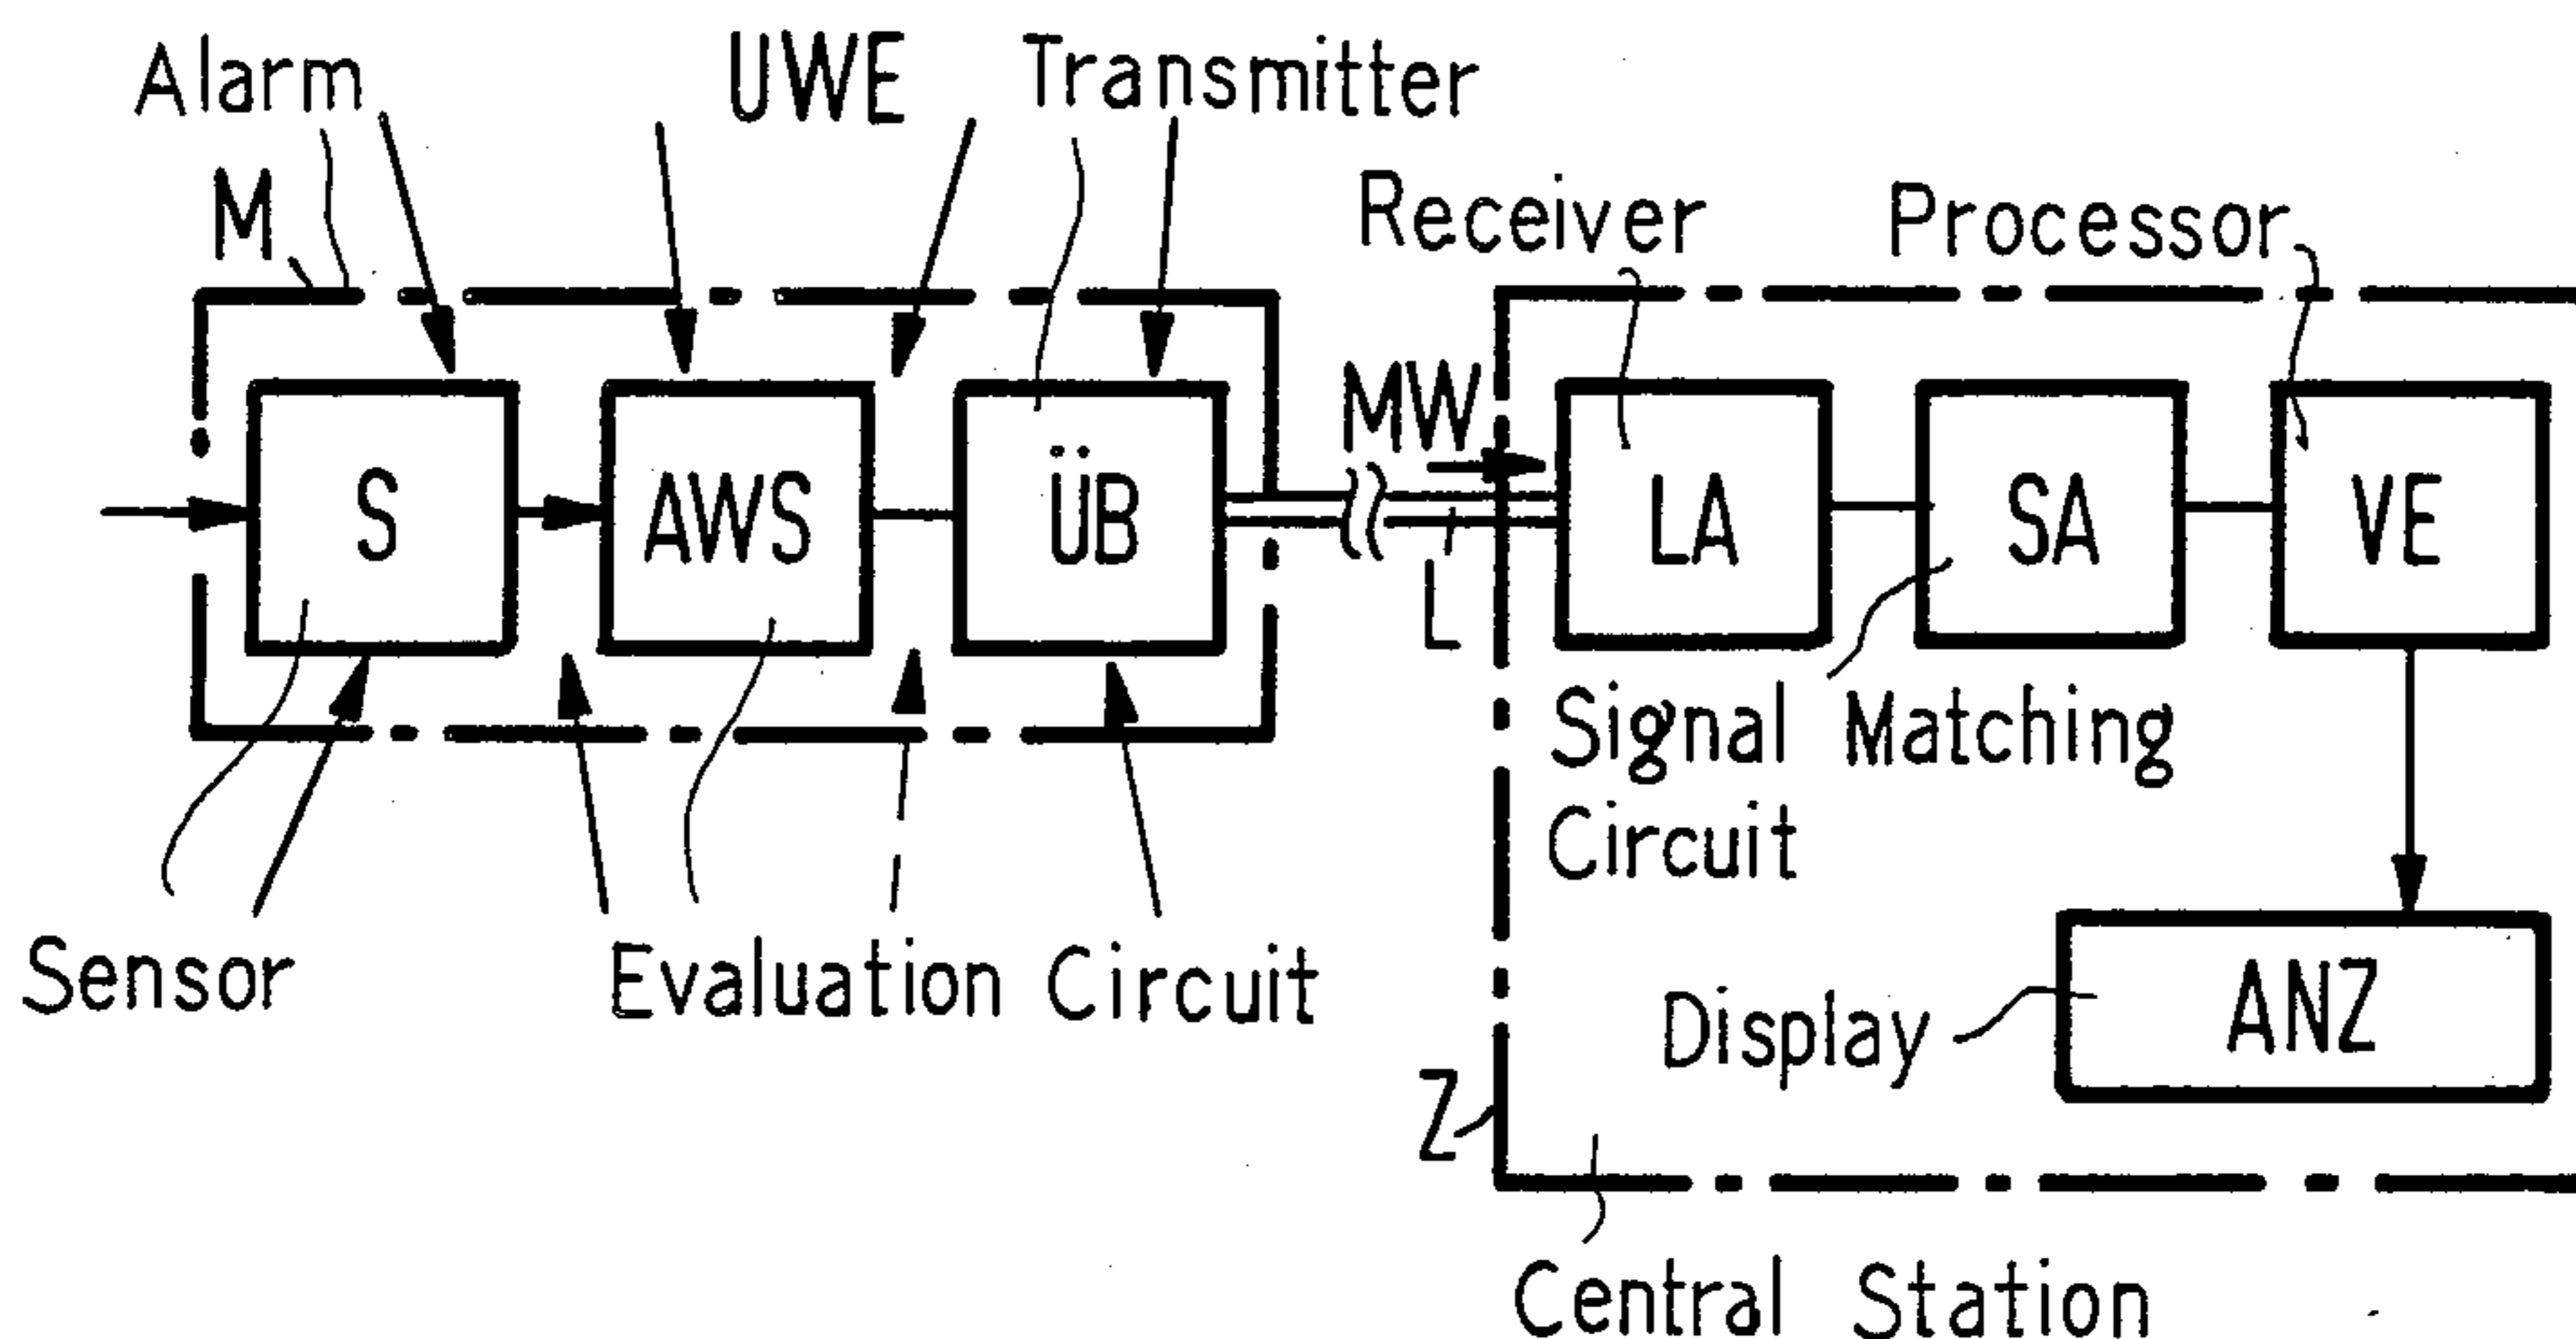 Alarm
UWE
Transmitter
M
Receiver
Processor
MW
S
AWS
ÜB
LA
SA
VE
L
Signal Matching
Circuit
Sensor
Evaluation Circuit
Display
ANZ
Z
Central Station